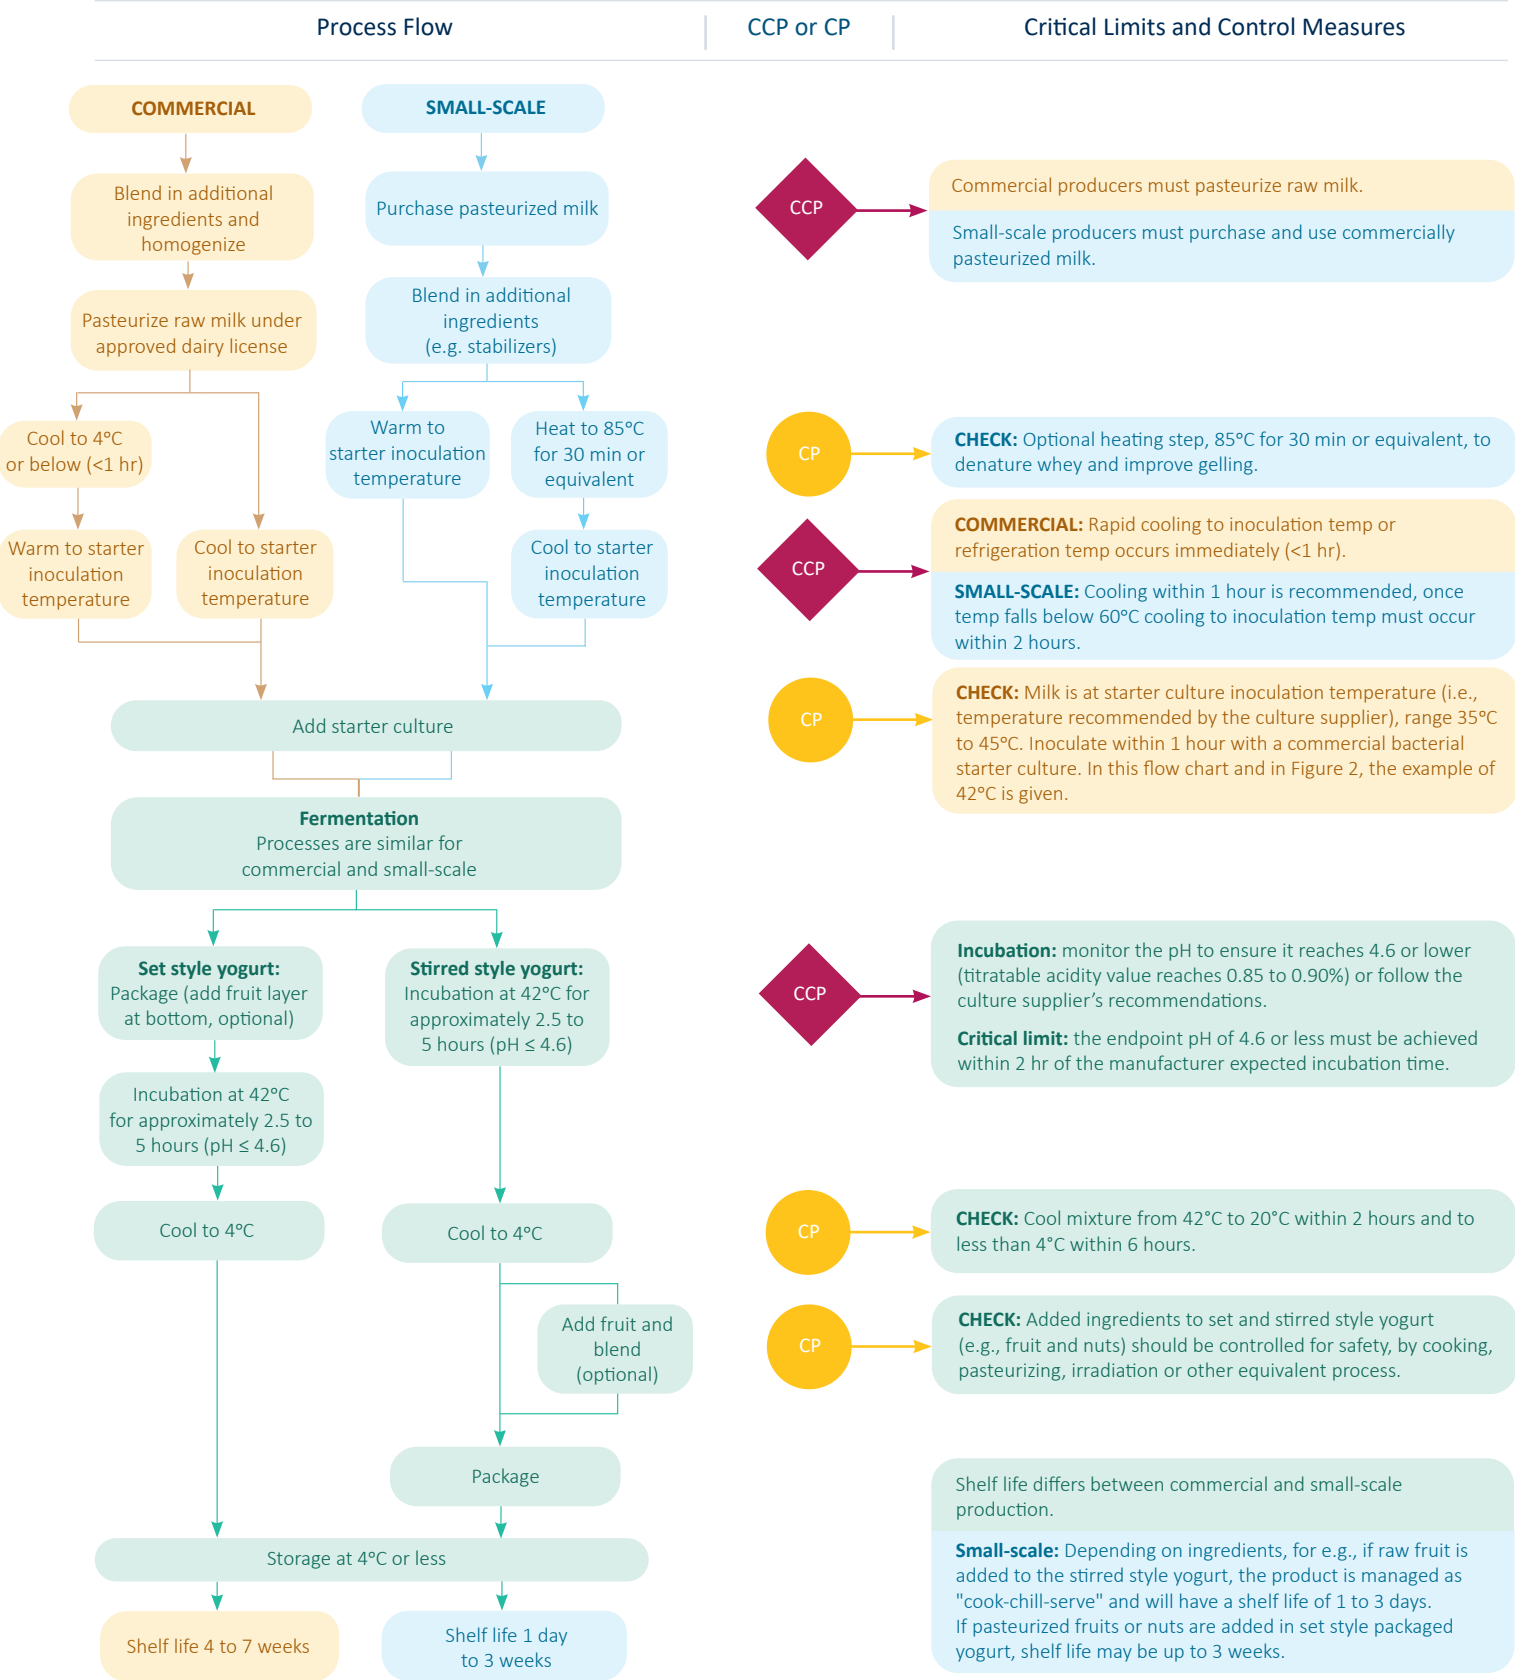 Process Flow
CCP or CP
Critical Limits and Control Measures
COMMERCIAL
SMALL-SCALE
Blend in additional
ingredients and
homogenize
Purchase pasteurized milk
CCP
Commercial producers must pasteurize raw milk.
Small-scale producers must purchase and use commercially
pasteurized milk.
Pasteurize raw milk under
approved dairy license
Blend in additional
ingredients
(e.g. stabilizers)
Cool to 4ºC
or below (<1 hr)
Warm to
starter inoculation
temperature
Heat to 85ºC
for 30 min or
equivalent
CP
CHECK: Optional heating step, 85ºC for 30 min or equivalent, to
denature whey and improve gelling.
Warm to starter
inoculation
temperature
Cool to starter
inoculation
temperature
Cool to starter
inoculation
temperature
CCP
COMMERCIAL: Rapid cooling to inoculation temp or
refrigeration temp occurs immediately (<1 hr).
SMALL-SCALE: Cooling within 1 hour is recommended, once
temp falls below 60ºC cooling to inoculation temp must occur
within 2 hours.
Add starter culture
CP
CHECK: Milk is at starter culture inoculation temperature (i.e.,
temperature recommended by the culture supplier), range 35ºC
to 45ºC. Inoculate within 1 hour with a commercial bacterial
starter culture. In this flow chart and in Figure 2, the example of
42ºC is given.
Fermentation
Processes are similar for
commercial and small-scale
Set style yogurt:
Package (add fruit layer
at bottom, optional)
Stirred style yogurt:
Incubation at 42ºC for
approximately 2.5 to
5 hours (pH ≤ 4.6)
CCP
Incubation: monitor the pH to ensure it reaches 4.6 or lower
(titratable acidity value reaches 0.85 to 0.90%) or follow the
culture supplier’s recommendations.
Critical limit: the endpoint pH of 4.6 or less must be achieved
within 2 hr of the manufacturer expected incubation time.
Incubation at 42ºC
for approximately 2.5 to
5 hours (pH ≤ 4.6)
Cool to 4ºC
Cool to 4ºC
CP
CHECK: Cool mixture from 42°C to 20°C within 2 hours and to
less than 4°C within 6 hours.
Add fruit and
blend
(optional)
CP
CHECK: Added ingredients to set and stirred style yogurt
(e.g., fruit and nuts) should be controlled for safety, by cooking,
pasteurizing, irradiation or other equivalent process.
Package
Storage at 4ºC or less
Shelf life differs between commercial and small-scale
production.
Small-scale: Depending on ingredients, for e.g., if raw fruit is
added to the stirred style yogurt, the product is managed as
"cook-chill-serve" and will have a shelf life of 1 to 3 days.
If pasteurized fruits or nuts are added in set style packaged
yogurt, shelf life may be up to 3 weeks.
Shelf life 4 to 7 weeks
Shelf life 1 day
to 3 weeks